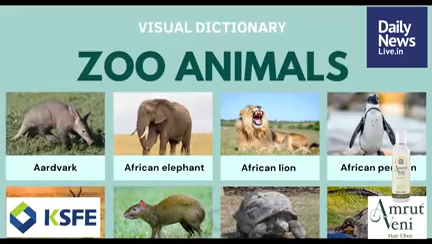 VISUAL DICTIONARY
Daily
News
Live.in
ZOO ANIMALS
Aardvark
African elephant
African lion
African pen
KSFE
Amrut
Veni
Hair Elixir